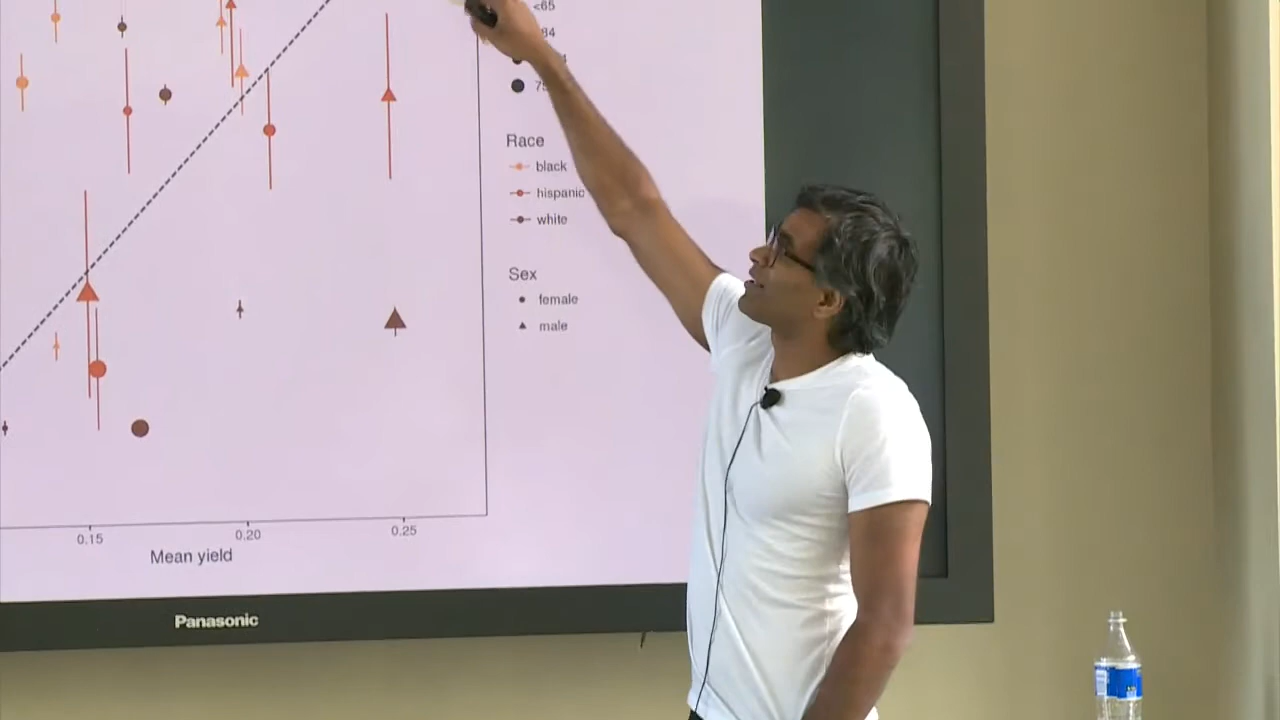 <65
Race
black
hispanic
white
Sex
female
male
0.15
0.20
0.25
Mean yield
Panasonic